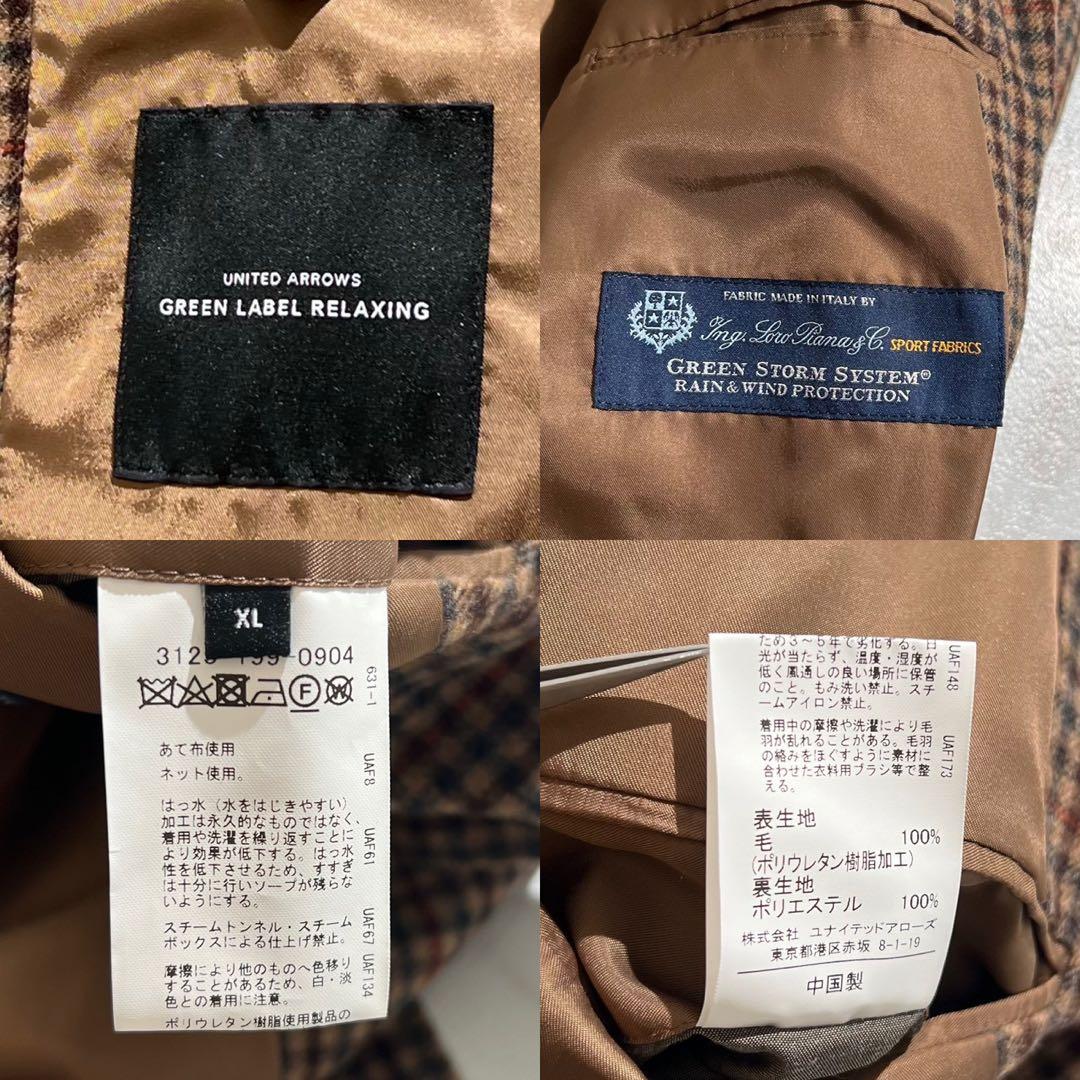 UNITED ARROWS
GREEN LABEL RELAXING
FABRIC MADE IN ITALY BY
Ing. Loro Piana & C. SPORT FABRICS
GREEN STORM SYSTEM®
RAIN & WIND PROTECTION
XL
-0904
631-1
あて布使用
ネット使用。
UAF8
はっ水(水をはじきやすい)
加工は永久的なものではなく、
着用や洗濯を繰り返すことに
より効果が低下する。はっ水
性を低下させるため、すすぎ
は十分に行いソープが残らな
いようにする。
UAF61
スチームトンネル・スチーム
ボックスによる仕上げ禁止。
UAF67
摩擦により他のものへ色移り
することがあるため、白・淡
色との着用に注意。
UAF134
ポリウレタン樹脂使用製品の
ため3~5年で劣化する。日
光が当たらず、温度・湿度が
低く風通しの良い場所に保管
のこと。もみ洗い禁止。スチ
ームアイロン禁止。
UAF148
着用中の摩擦や洗濯により毛
羽が乱れることがある。毛羽
の絡みをほぐすように素材に
合わせた衣料用ブラシ等で整
える。
UAF173
表生地
毛 100%
(ポリウレタン樹脂加工)
裏生地
ポリエステル 100%
株式会社 ユナイテッドアローズ
東京都港区赤坂 8-1-19
中国製